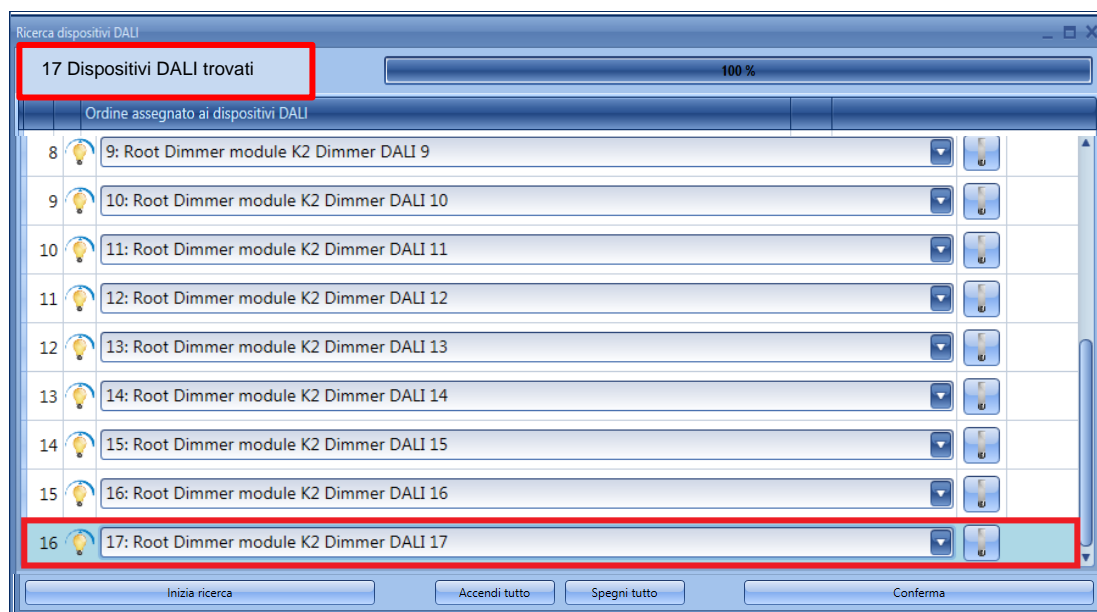 Ricerca dispositivi DALI
17 Dispositivi DALI trovati
100 %
Ordine assegnato ai dispositivi DALI
8 9: Root Dimmer module K2 Dimmer DALI 9
9 10: Root Dimmer module K2 Dimmer DALI 10
10 11: Root Dimmer module K2 Dimmer DALI 11
11 12: Root Dimmer module K2 Dimmer DALI 12
12 13: Root Dimmer module K2 Dimmer DALI 13
13 14: Root Dimmer module K2 Dimmer DALI 14
14 15: Root Dimmer module K2 Dimmer DALI 15
15 16: Root Dimmer module K2 Dimmer DALI 16
16 17: Root Dimmer module K2 Dimmer DALI 17
Inizia ricerca Accendi tutto Spegni tutto Conferma